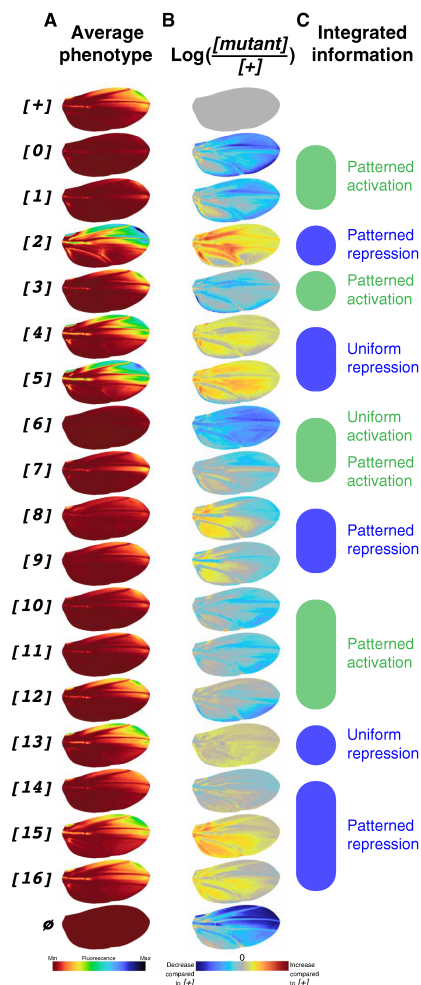 A
Average
phenotype
B
Log([mutant]/[+])
C
Integrated
information
[+]
[0]
[1]
Patterned
activation
[2]
Patterned
repression
[3]
Patterned
activation
[4]
[5]
Uniform
repression
[6]
Uniform
activation
[7]
Patterned
activation
[8]
[9]
Patterned
repression
[10]
[11]
[12]
Patterned
activation
[13]
Uniform
repression
[14]
[15]
[16]
Patterned
repression
ø
Min Fluorescence Max
0
Decrease
compared
to [+]
Increase
compared
to [+]